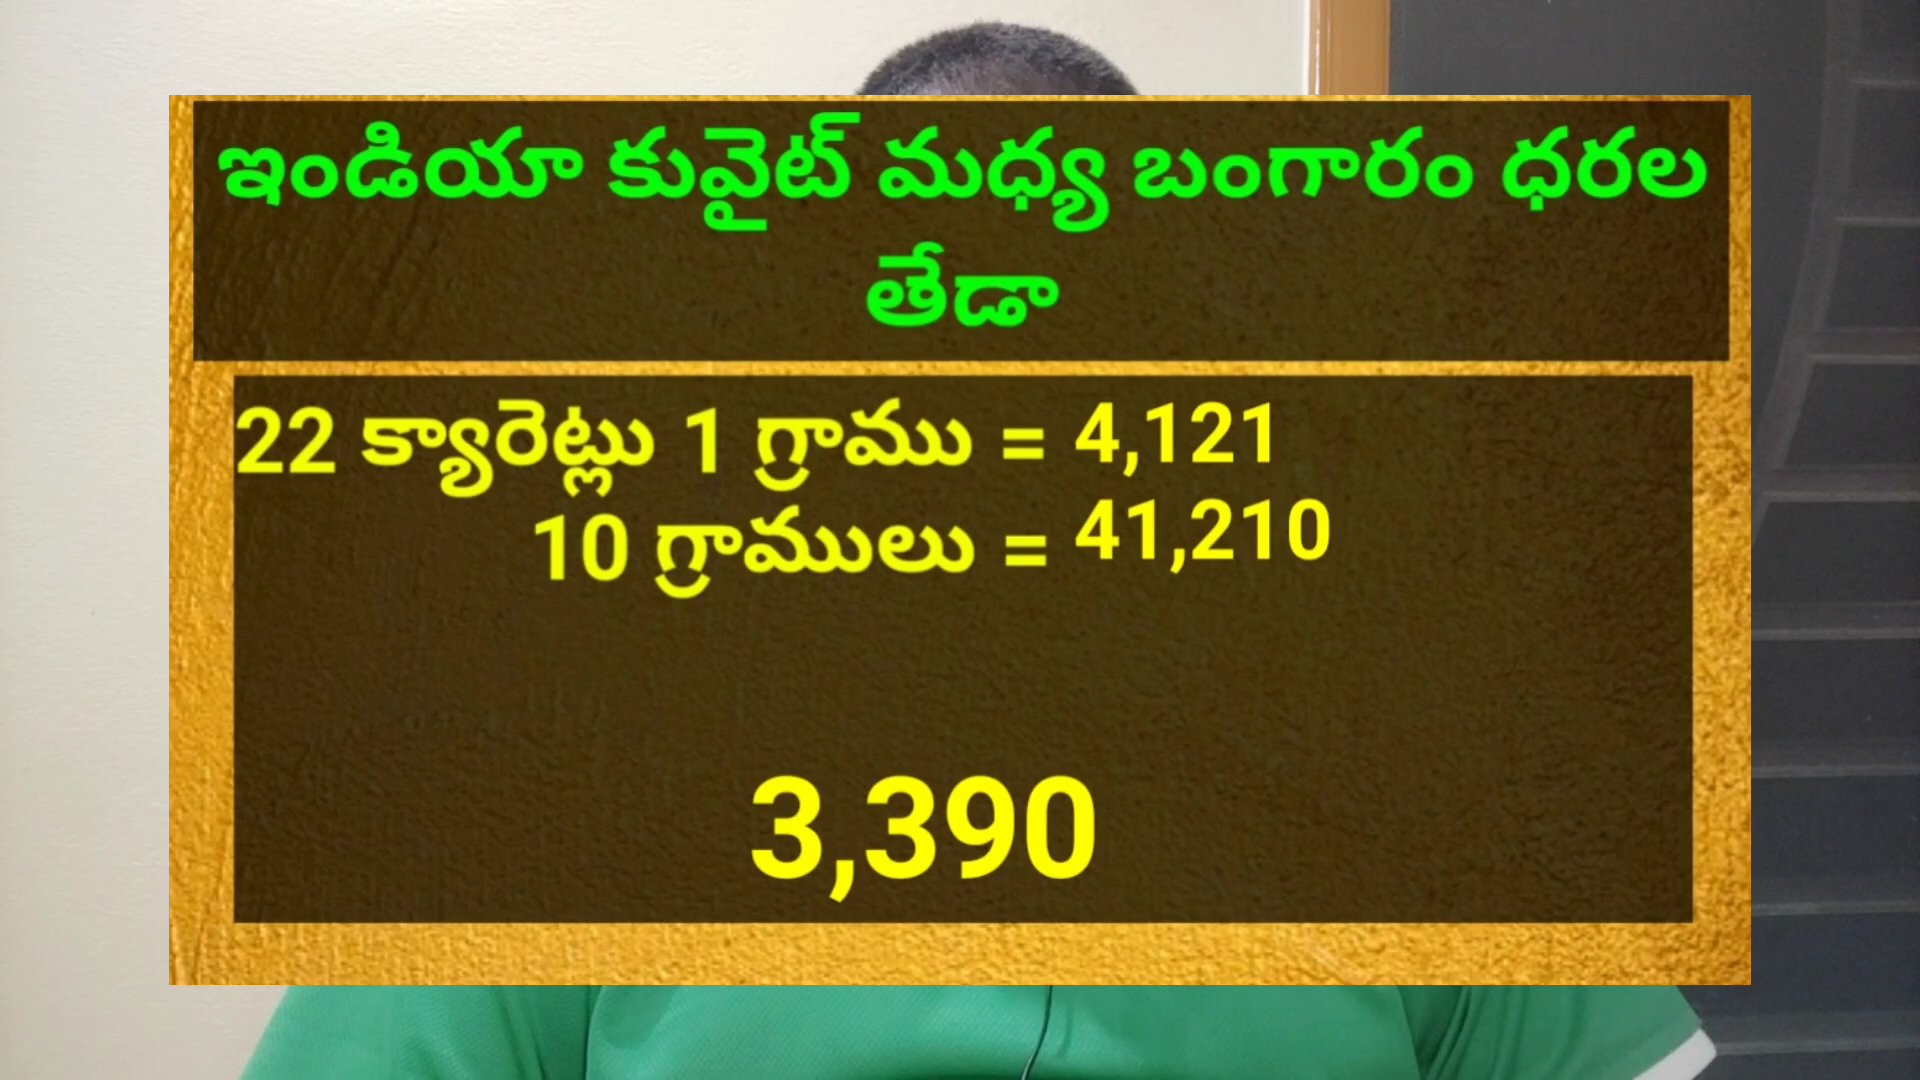 ఇండియా కువైట్ మధ్య బంగారం ధరల
తేడా
22 క్యారెట్లు 1 గ్రాము = 4,121
10 గ్రాములు = 41,210
3,390